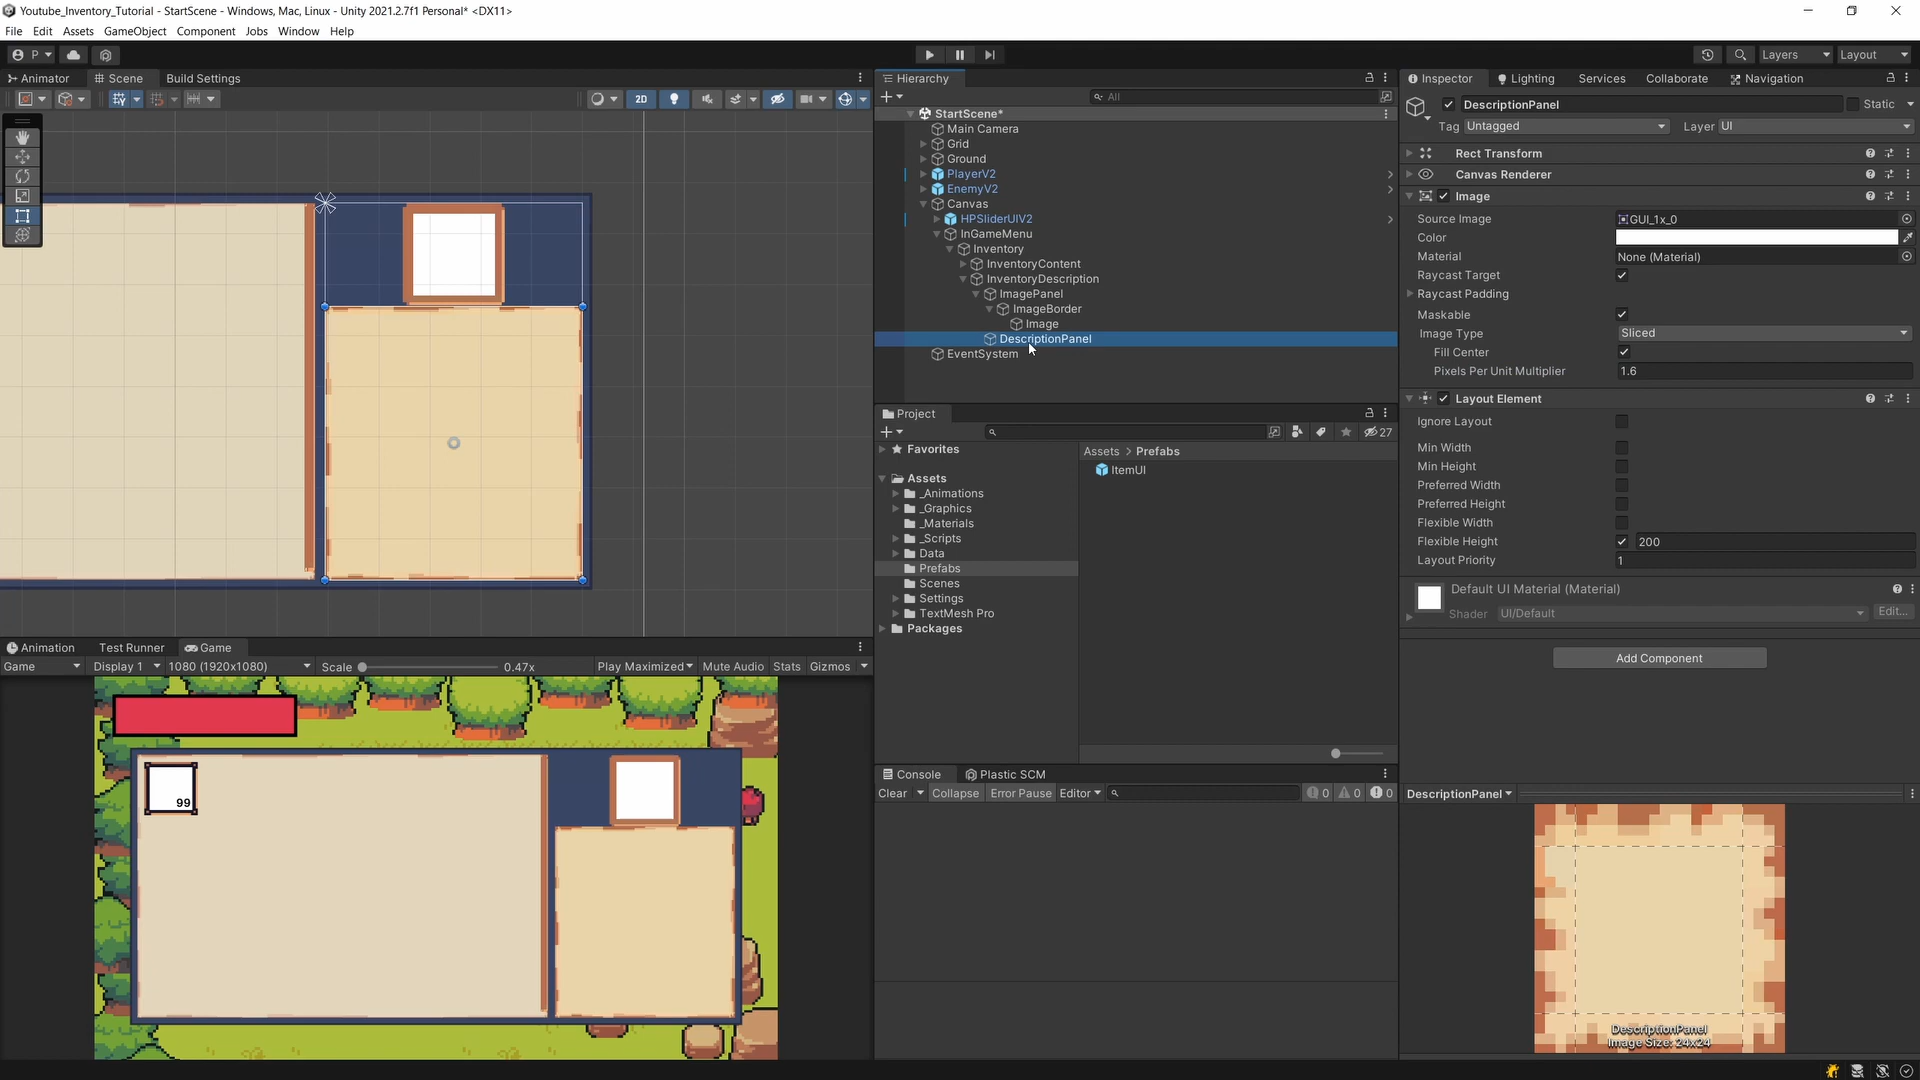 Youtube_Inventory_Tutorial - StartScene - Windows, Mac, Linux - Unity 2021.2.7f1 Personal* <DX11>
File Edit Assets GameObject Component Jobs Window Help
P
Layers Layout
Animator Scene Build Settings
2D
Hierarchy
All
StartScene*
Main Camera
Grid
Ground
PlayerV2
EnemyV2
Canvas
HPSliderUIV2
InGameMenu
Inventory
InventoryContent
InventoryDescription
ImagePanel
ImageBorder
Image
DescriptionPanel
EventSystem
Project
27
Favorites
Assets
_Animations
_Graphics
_Materials
_Scripts
Data
Prefabs
Scenes
Settings
TextMesh Pro
Packages
Assets > Prefabs
ItemUI
Console Plastic SCM
Clear Collapse Error Pause Editor 0 0 0
Inspector Lighting Services Collaborate Navigation
DescriptionPanel Static
Tag Untagged Layer UI
Rect Transform
Canvas Renderer
Image
Source Image GUI_1x_0
Color
Material None (Material)
Raycast Target
Raycast Padding
Maskable
Image Type Sliced
Fill Center
Pixels Per Unit Multiplier 1.6
Layout Element
Ignore Layout
Min Width
Min Height
Preferred Width
Preferred Height
Flexible Width
Flexible Height 200
Layout Priority 1
Default UI Material (Material)
Shader UI/Default Edit...
Add Component
DescriptionPanel
DescriptionPanel
Image Size: 24x24
Animation Test Runner Game
Game Display 1 1080 (1920x1080) Scale 0.47x Play Maximized Mute Audio Stats Gizmos
99